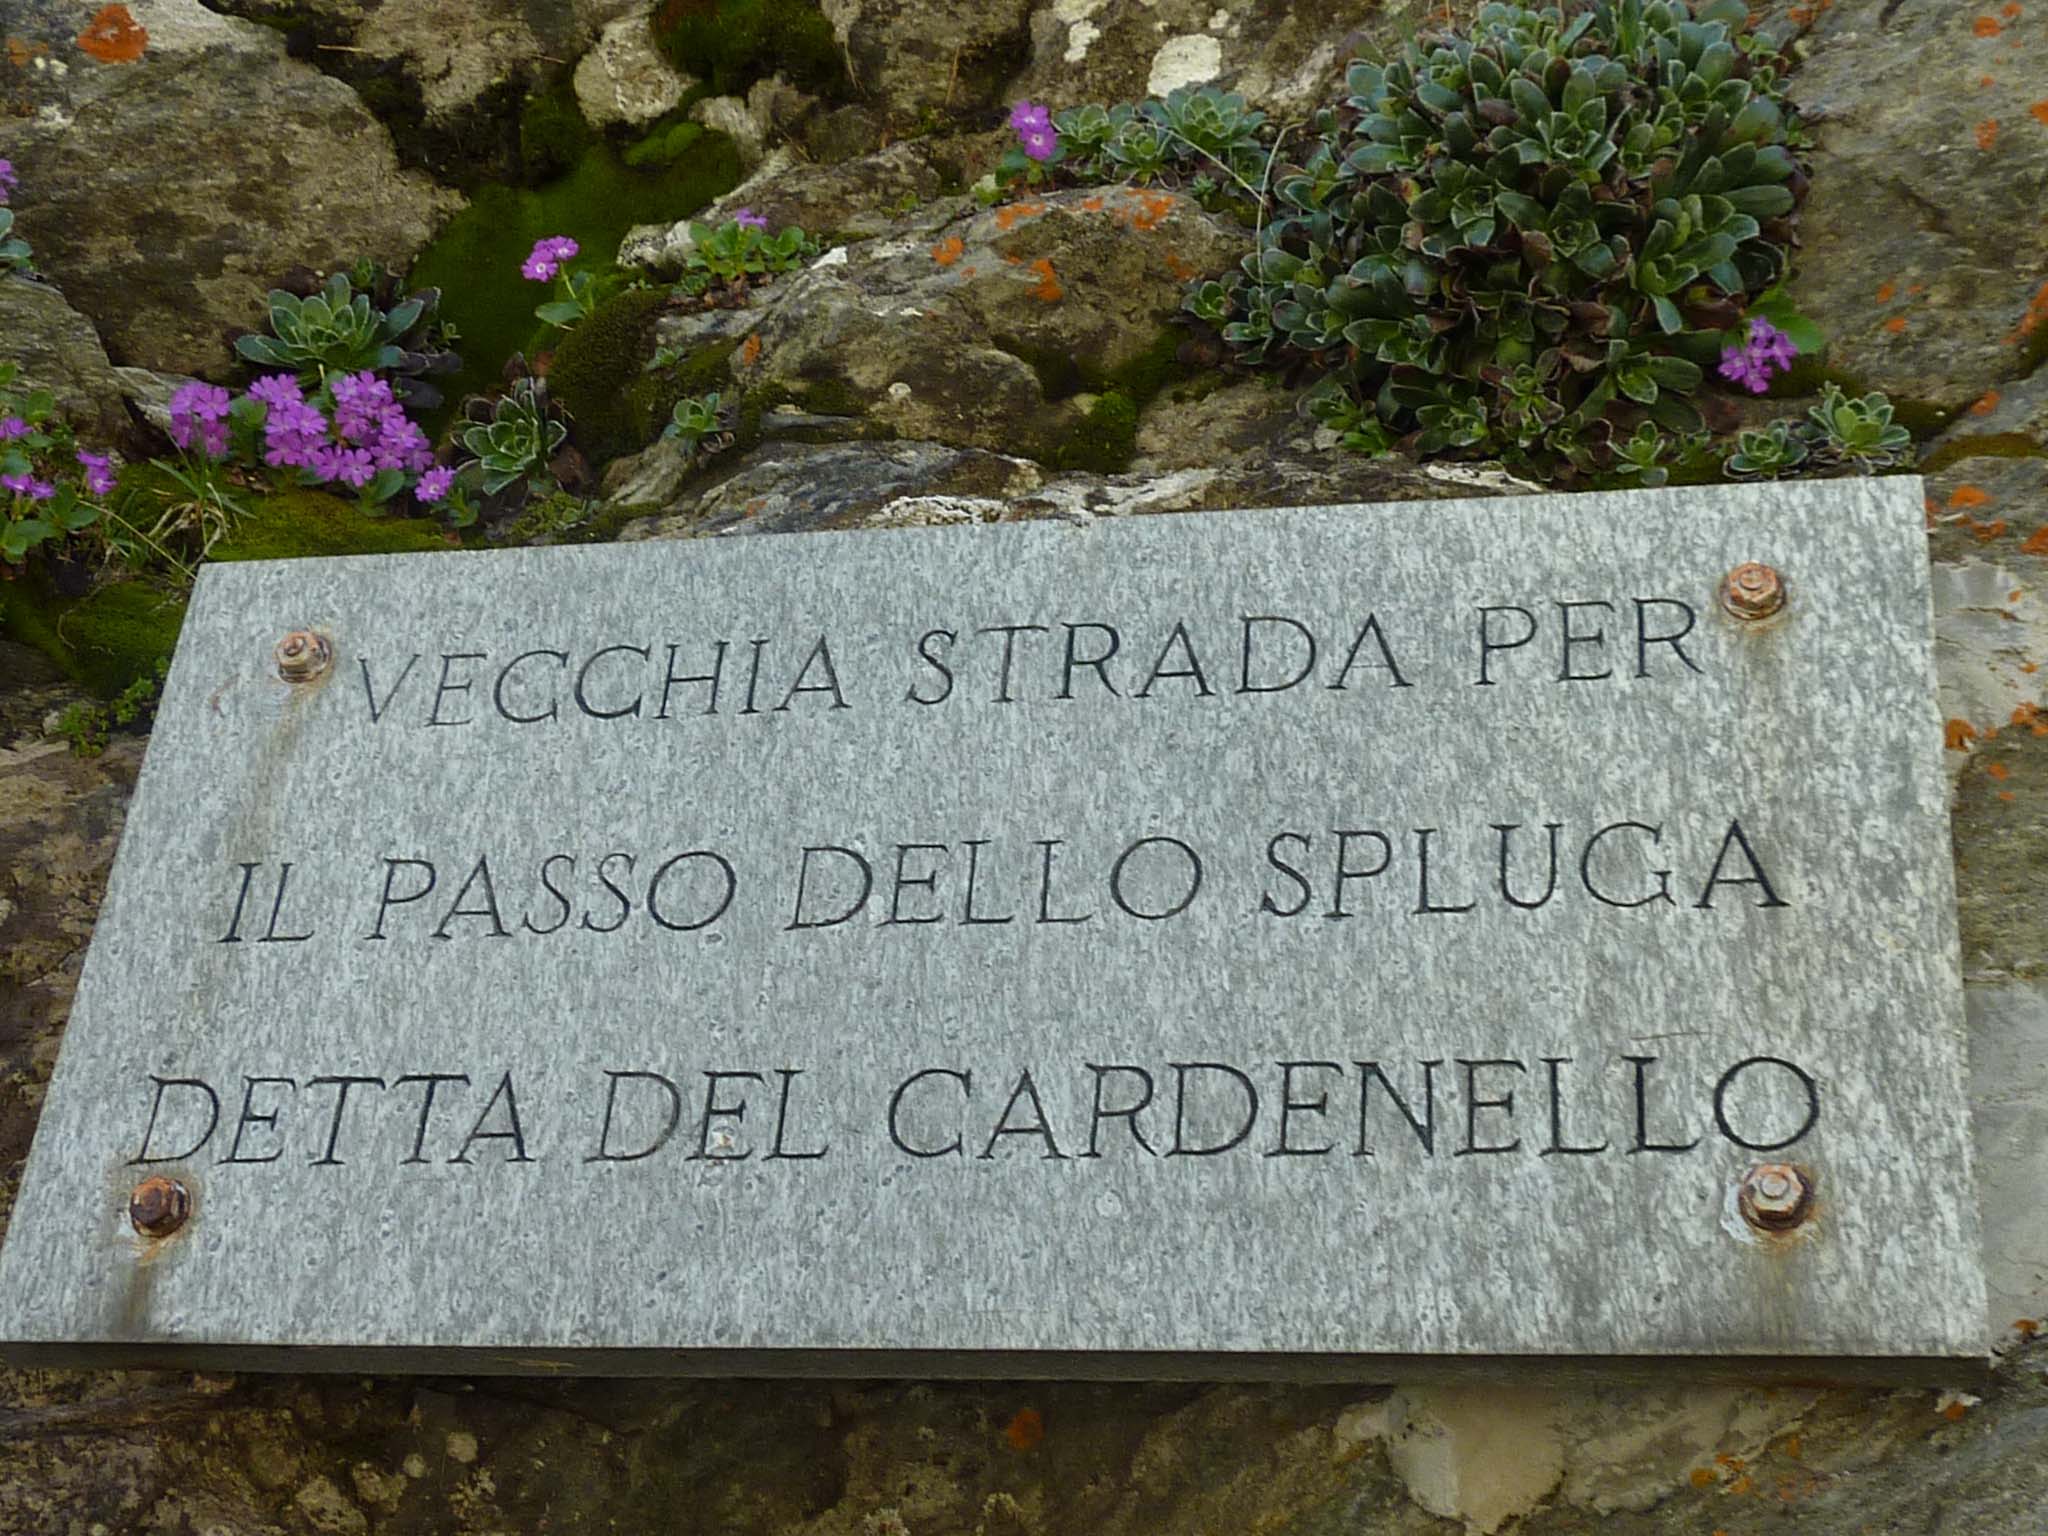 VECCHIA STRADA PER
IL PASSO DELLO SPLUGA
DETTA DEL CARDENELLO